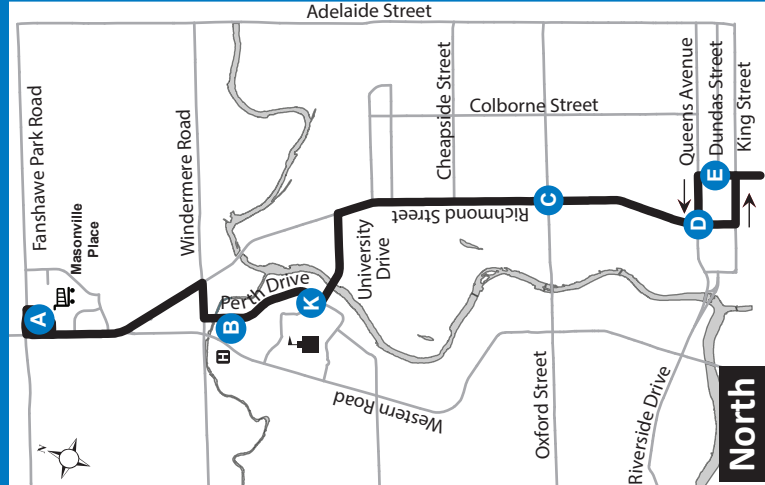 Adelaide Street
Fanshawe Park Road
Masonville
Place
Windermere Road
Cheapside Street
Colborne Street
Queens Avenue
Dundas Street
King Street
Richmond Street
University
Drive
Perth Drive
A
B
K
C
D
E
H
Western Road
Oxford Street
Riverside Drive
N
North